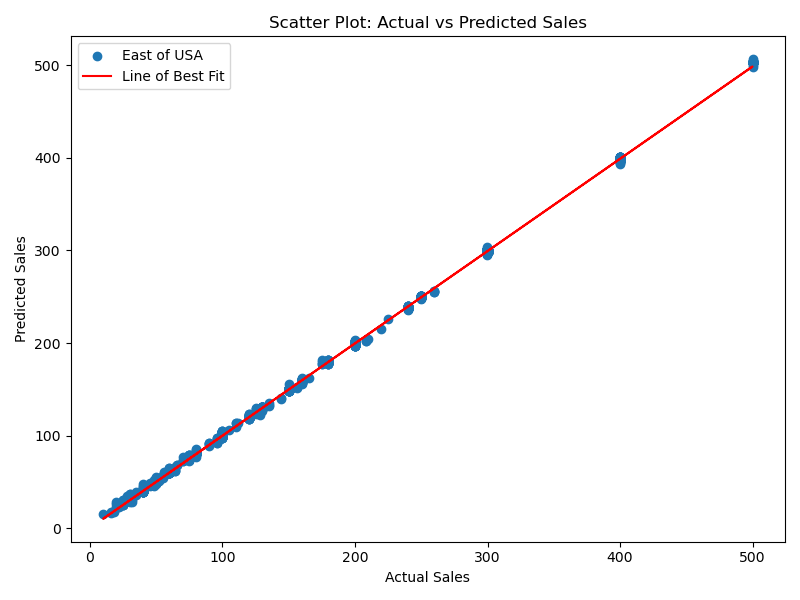 Scatter Plot: Actual vs Predicted Sales
East of USA
Line of Best Fit
Predicted Sales
500
400
300
200
100
0
0 100 200 300 400 500
Actual Sales